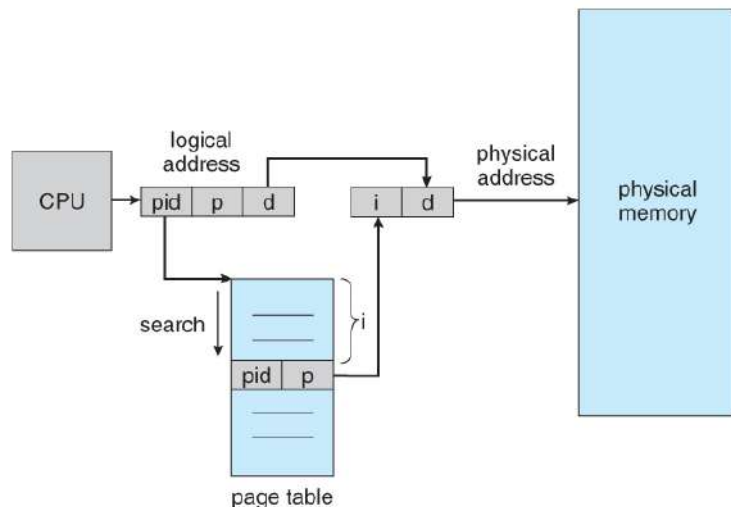 logical
address
physical
address
CPU
pid p d
i d
physical
memory
search
i
pid p
page table